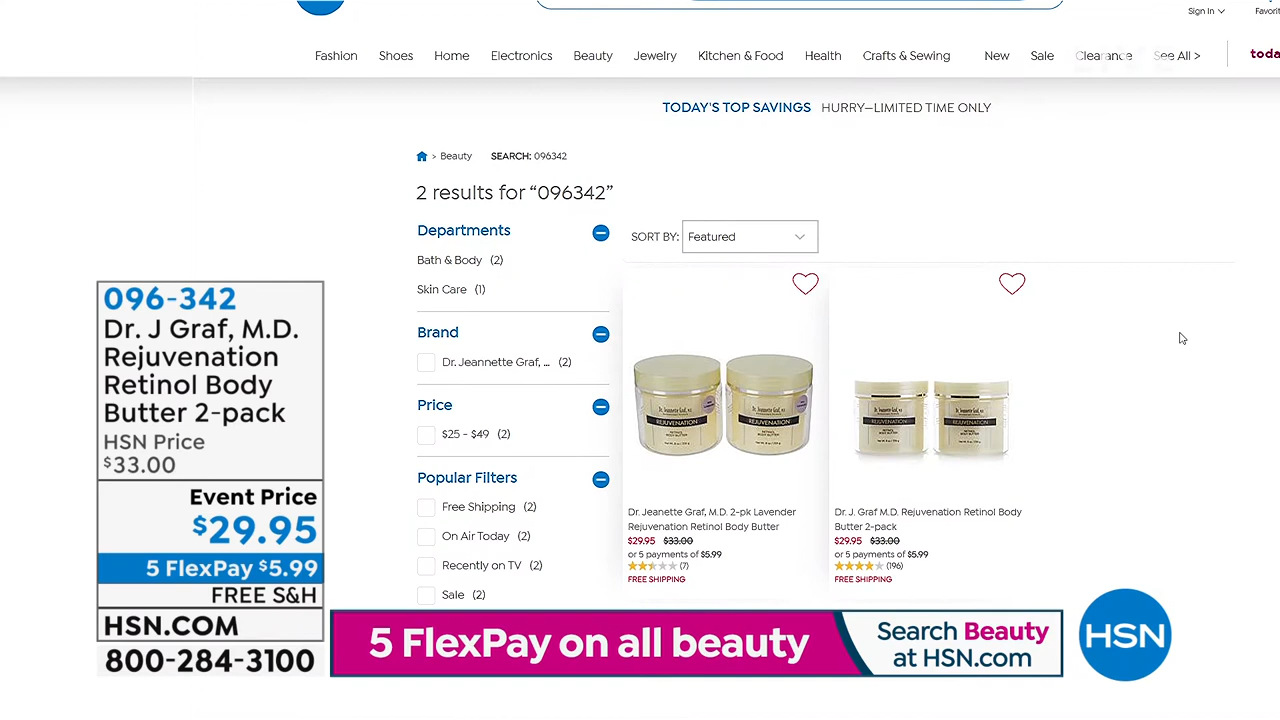 Sign In
Favorit
Fashion Shoes Home Electronics Beauty Jewelry Kitchen & Food Health Crafts & Sewing New Sale Clearance See All > toda
TODAY'S TOP SAVINGS HURRY—LIMITED TIME ONLY
> Beauty SEARCH: 096342
2 results for “096342”
Departments
Bath & Body (2)
Skin Care (1)
Brand
Dr. Jeannette Graf, ... (2)
Price
$25 - $49 (2)
Popular Filters
Free Shipping (2)
On Air Today (2)
Recently on TV (2)
Sale (2)
SORT BY: Featured
REJUVENATION
REJUVENATION
Dr. Jeanette Graf, M.D. 2-pk Lavender
Rejuvenation Retinol Body Butter
$29.95 $33.00
or 5 payments of $5.99
(7)
FREE SHIPPING
REJUVENATION
REJUVENATION
Dr. J. Graf M.D. Rejuvenation Retinol Body
Butter 2-pack
$29.95 $33.00
or 5 payments of $5.99
(196)
FREE SHIPPING
096-342
Dr. J Graf, M.D.
Rejuvenation
Retinol Body
Butter 2-pack
HSN Price
$33.00
Event Price
$29.95
5 FlexPay $5.99
FREE S&H
HSN.COM
800-284-3100
5 FlexPay on all beauty
Search Beauty
at HSN.com
HSN